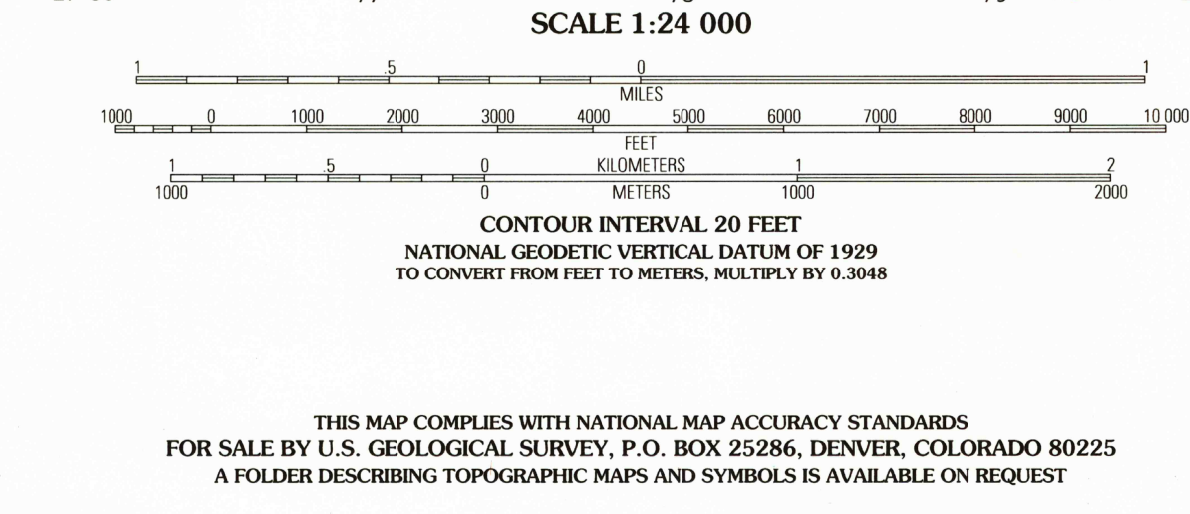 SCALE 1:24 000
1 .5 0 1
MILES
1000 0 1000 2000 3000 4000 5000 6000 7000 8000 9000 10 000
FEET
1 .5 0 KILOMETERS 1 2
1000 0 METERS 1000 2000
CONTOUR INTERVAL 20 FEET
NATIONAL GEODETIC VERTICAL DATUM OF 1929
TO CONVERT FROM FEET TO METERS, MULTIPLY BY 0.3048
THIS MAP COMPLIES WITH NATIONAL MAP ACCURACY STANDARDS
FOR SALE BY U.S. GEOLOGICAL SURVEY, P.O. BOX 25286, DENVER, COLORADO 80225
A FOLDER DESCRIBING TOPOGRAPHIC MAPS AND SYMBOLS IS AVAILABLE ON REQUEST